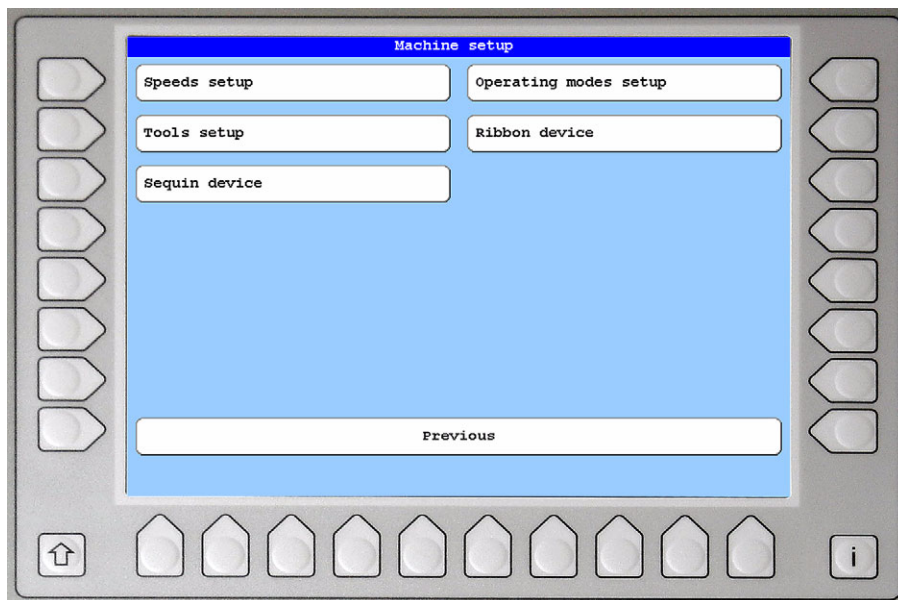 Machine setup
Speeds setup
Operating modes setup
Tools setup
Ribbon device
Sequin device
Previous
i